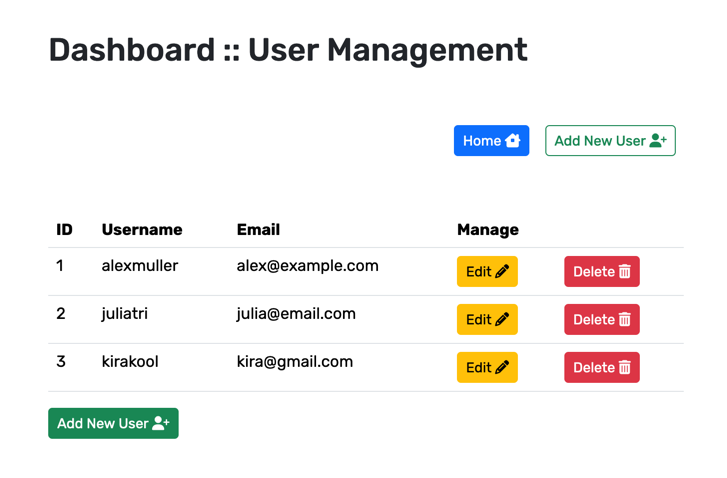 Dashboard :: User Management
Home Add New User
ID Username Email Manage
1 alexmuller alex@example.com Edit Delete
2 juliatri julia@email.com Edit Delete
3 kirakool kira@gmail.com Edit Delete
Add New User